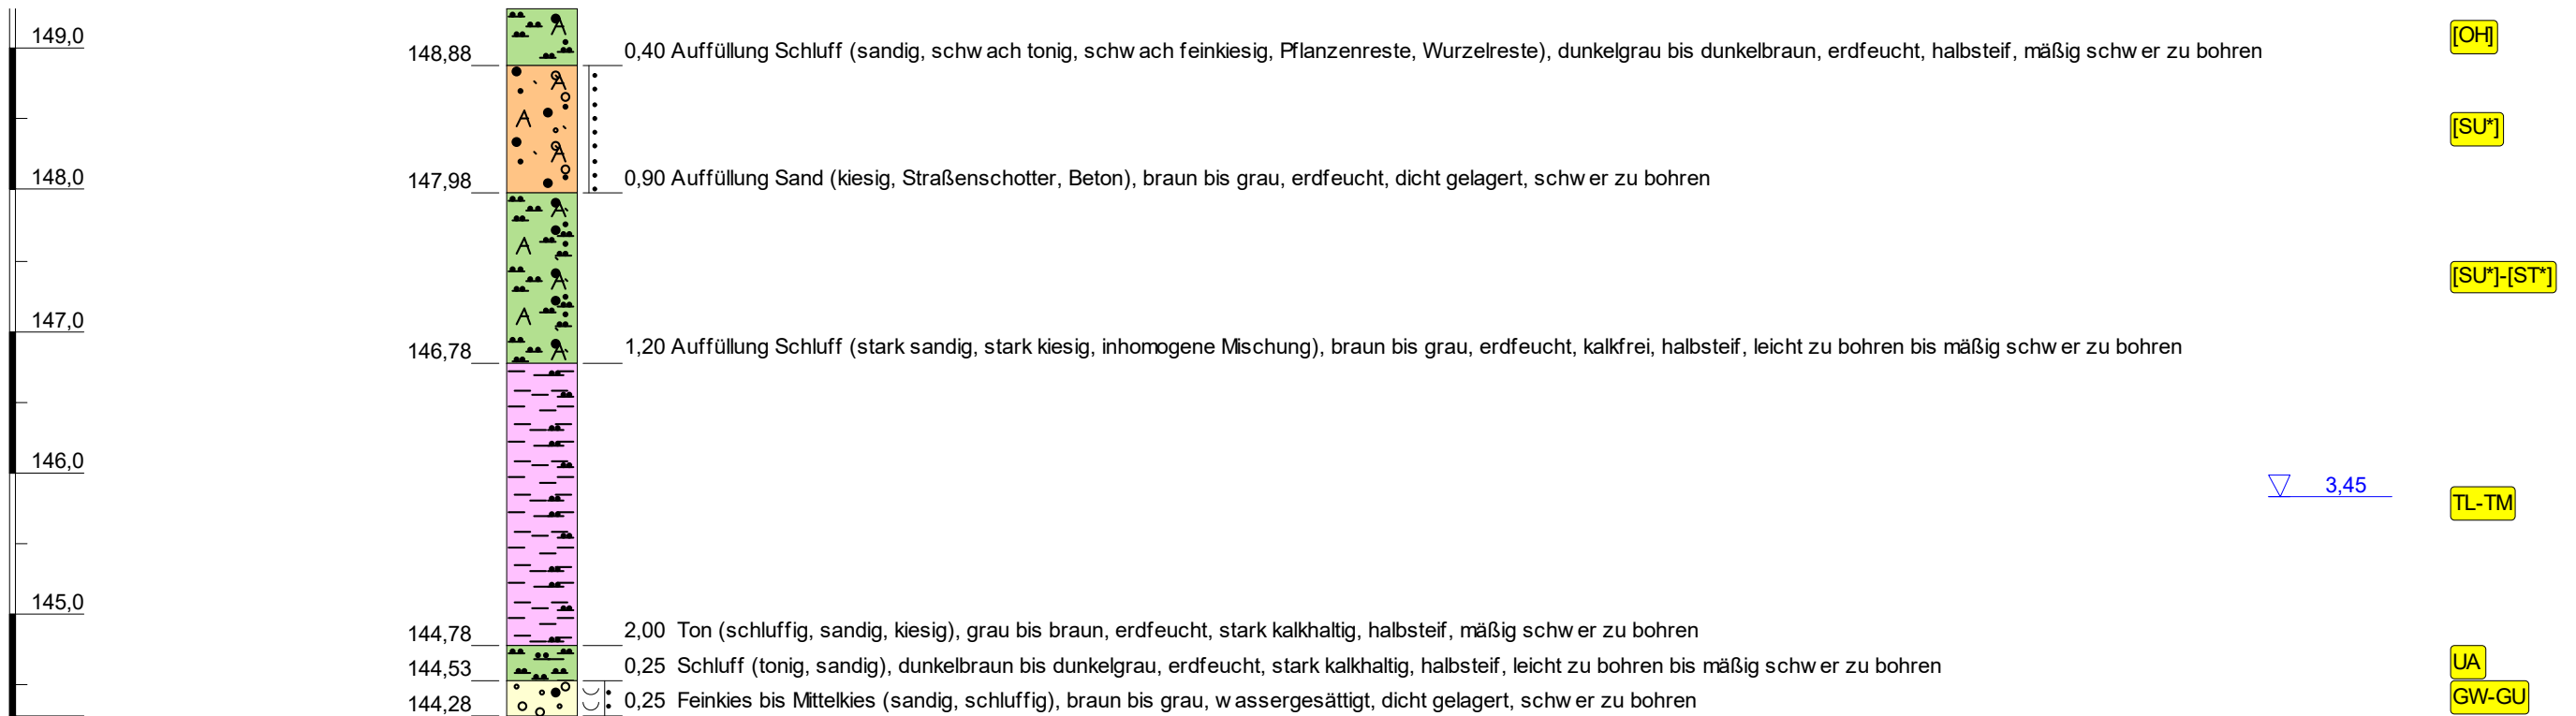 149,0
148,88 0,40 Auffüllung Schluff (sandig, schwach tonig, schwach feinkiesig, Pflanzenreste, Wurzelreste), dunkelgrau bis dunkelbraun, erdfeucht, halbsteif, mäßig schwer zu bohren [OH]
[SU*]
148,0
147,98 0,90 Auffüllung Sand (kiesig, Straßenschotter, Beton), braun bis grau, erdfeucht, dicht gelagert, schwer zu bohren
[SU*]-[ST*]
147,0
146,78 1,20 Auffüllung Schluff (stark sandig, stark kiesig, inhomogene Mischung), braun bis grau, erdfeucht, kalkfrei, halbsteif, leicht zu bohren bis mäßig schwer zu bohren
146,0
3,45
TL-TM
145,0
144,78 2,00 Ton (schluffig, sandig, kiesig), grau bis braun, erdfeucht, stark kalkhaltig, halbsteif, mäßig schwer zu bohren
144,53 0,25 Schluff (tonig, sandig), dunkelbraun bis dunkelgrau, erdfeucht, stark kalkhaltig, halbsteif, leicht zu bohren bis mäßig schwer zu bohren UA
144,28 0,25 Feinkies bis Mittelkies (sandig, schluffig), braun bis grau, wassergesättigt, dicht gelagert, schwer zu bohren GW-GU